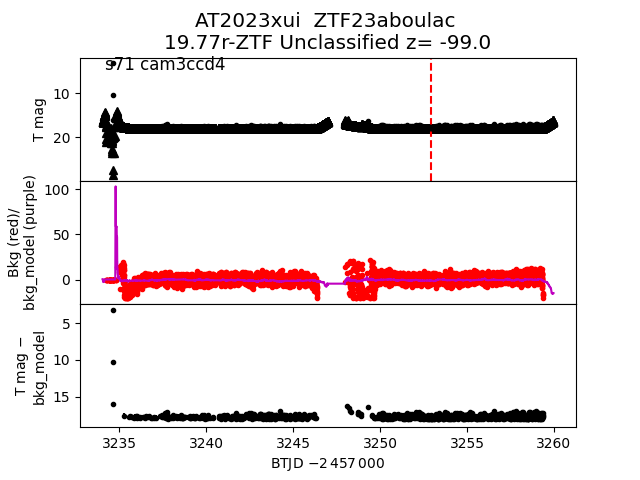 AT2023xui ZTF23aboulac
19.77r-ZTF Unclassified z= -99.0
s71 cam3ccd4
10
20
T mag
100
50
0
Bkg (red)/
bkg_model (purple)
5
10
15
T mag −
bkg_model
3235 3240 3245 3250 3255 3260
BTJD −2 457 000